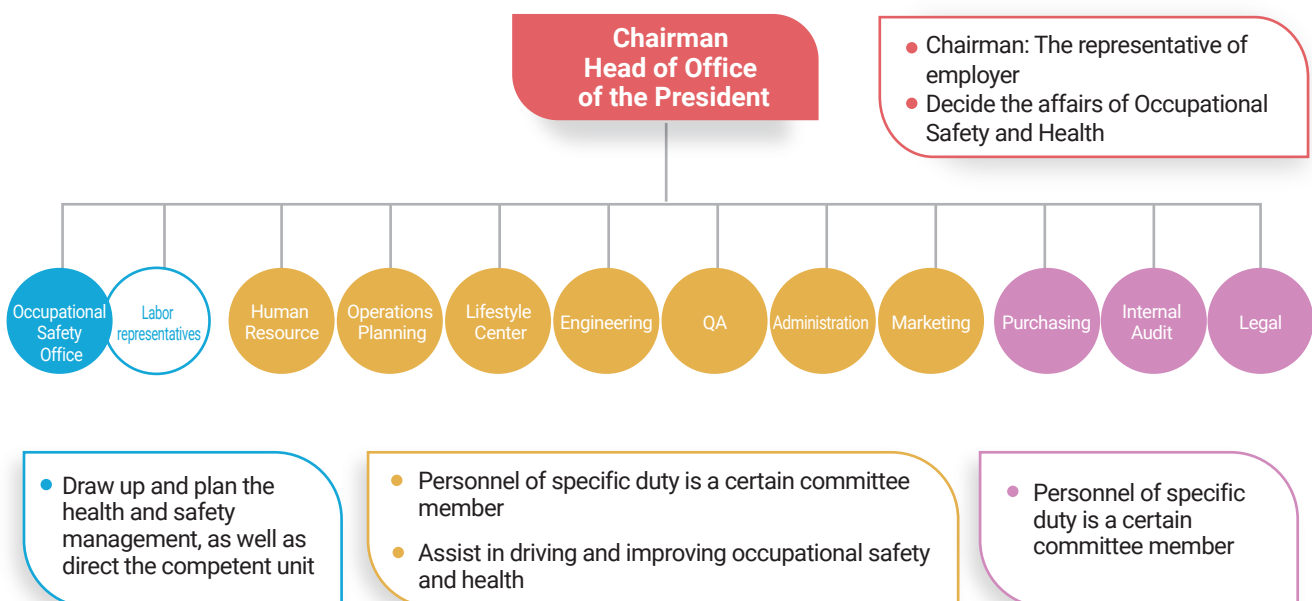 Chairman
Head of Office
of the President
Chairman: The representative of
employer
Decide the affairs of Occupational
Safety and Health
Occupational
Safety
Office
Labor
representatives
Human
Resource
Operations
Planning
Lifestyle
Center
Engineering
QA
Administration
Marketing
Purchasing
Internal
Audit
Legal
Draw up and plan the
health and safety
management, as well as
direct the competent unit
Personnel of specific duty is a certain committee
member
Assist in driving and improving occupational safety
and health
Personnel of specific
duty is a certain
committee member